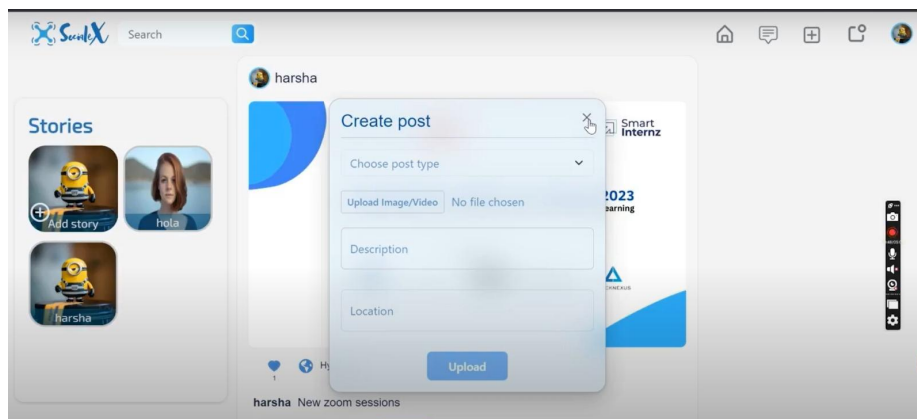 SocialeX
Search
harsha
Stories
Add story
hola
harsha
Create post
Choose post type
Upload Image/Video No file chosen
Description
Location
Upload
Smart
Internz
2023
earning
1
harsha New zoom sessions